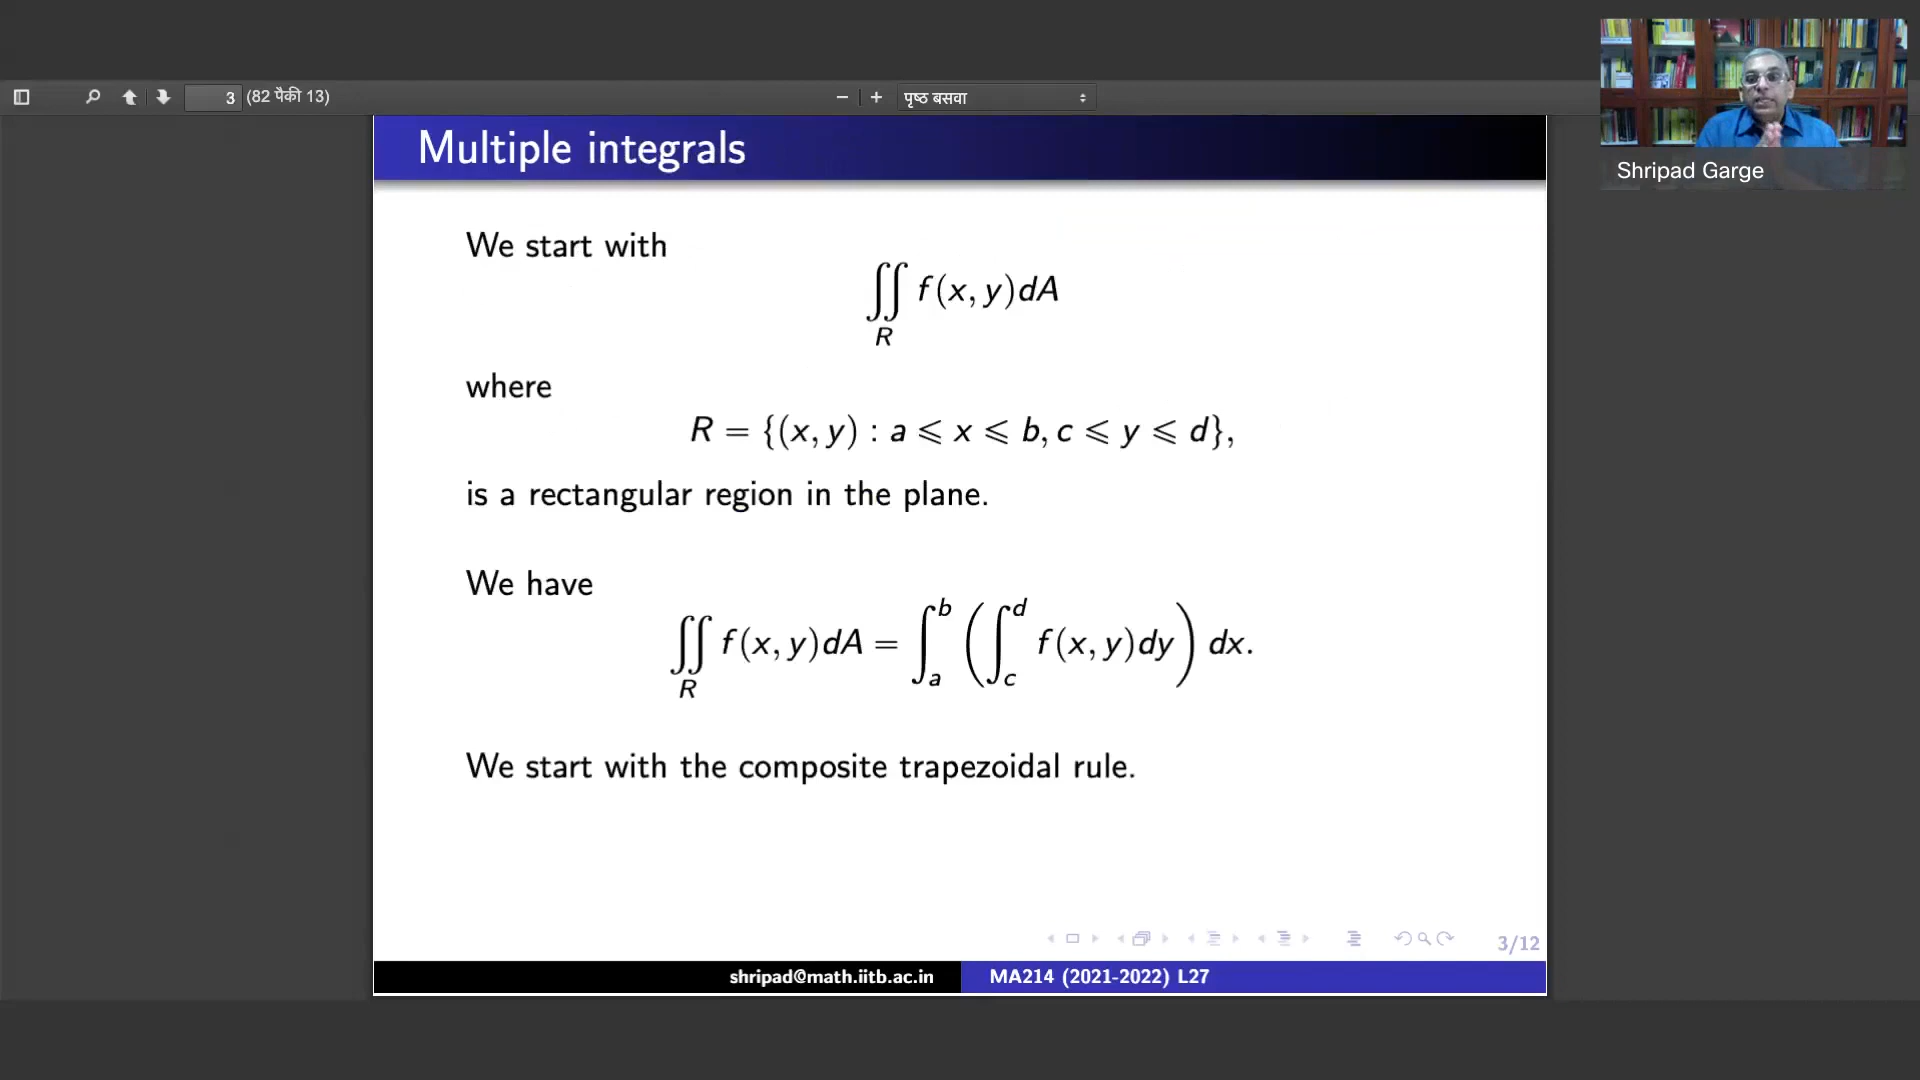 3 (82 पैकी 13)
पृष्ठ बसवा
Shripad Garge
Multiple integrals
We start with
∬_R f(x, y)dA
where
R = {(x, y) : a ⩽ x ⩽ b, c ⩽ y ⩽ d},
is a rectangular region in the plane.
We have
∬_R f(x, y)dA = ∫_a^b (∫_c^d f(x, y)dy) dx.
We start with the composite trapezoidal rule.
3/12
shripad@math.iitb.ac.in MA214 (2021-2022) L27